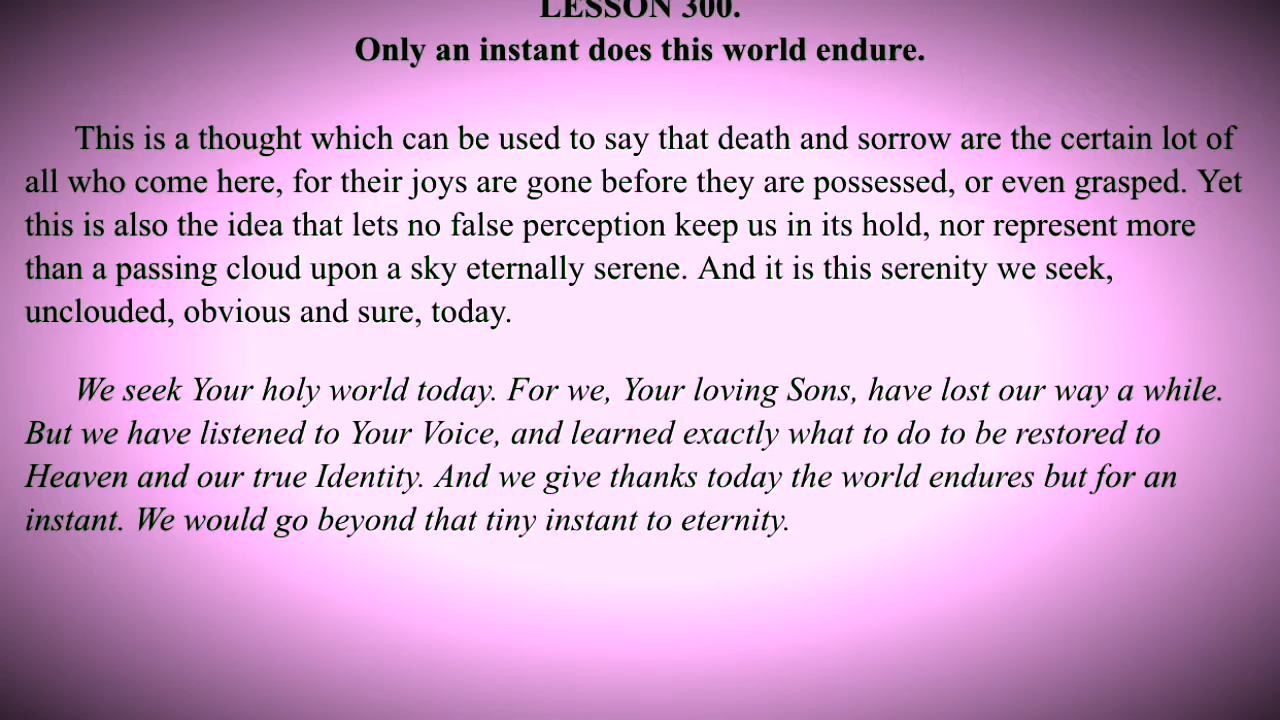 LESSON 300.
Only an instant does this world endure.
This is a thought which can be used to say that death and sorrow are the certain lot of
all who come here, for their joys are gone before they are possessed, or even grasped. Yet
this is also the idea that lets no false perception keep us in its hold, nor represent more
than a passing cloud upon a sky eternally serene. And it is this serenity we seek,
unclouded, obvious and sure, today.
We seek Your holy world today. For we, Your loving Sons, have lost our way a while.
But we have listened to Your Voice, and learned exactly what to do to be restored to
Heaven and our true Identity. And we give thanks today the world endures but for an
instant. We would go beyond that tiny instant to eternity.